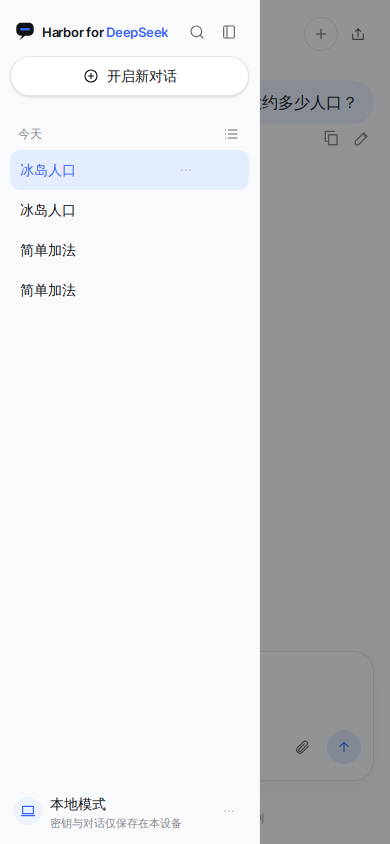 Harbor for DeepSeek
开启新对话
约多少人口？
今天
冰岛人口
冰岛人口
简单加法
简单加法
本地模式
密钥与对话仅保存在本设备